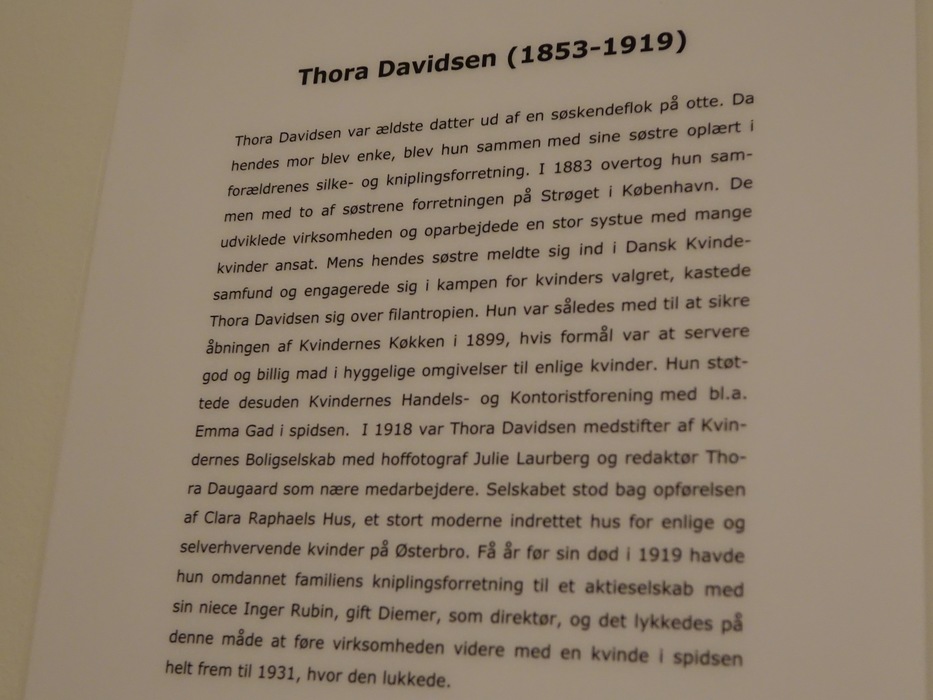 Thora Davidsen (1853-1919)
Thora Davidsen var ældste datter ud af en søskendeflok på otte. Da
hendes mor blev enke, blev hun sammen med sine søstre oplært i
forældrenes silke- og kniplingsforretning. I 1883 overtog hun sam-
men med to af søstrene forretningen på Strøget i København. De
udviklede virksomheden og oparbejdede en stor systue med mange
kvinder ansat. Mens hendes søstre meldte sig ind i Dansk Kvinde-
samfund og engagerede sig i kampen for kvinders valgret, kastede
Thora Davidsen sig over filantropien. Hun var således med til at sikre
åbningen af Kvindernes Køkken i 1899, hvis formål var at servere
god og billig mad i hyggelige omgivelser til enlige kvinder. Hun støt-
tede desuden Kvindernes Handels- og Kontoristforening med bl.a.
Emma Gad i spidsen. I 1918 var Thora Davidsen medstifter af Kvin-
dernes Boligselskab med hoffotograf Julie Laurberg og redaktør Tho-
ra Daugaard som nære medarbejdere. Selskabet stod bag opførelsen
af Clara Raphaels Hus, et stort moderne indrettet hus for enlige og
selverhvervende kvinder på Østerbro. Få år før sin død i 1919 havde
hun omdannet familiens kniplingsforretning til et aktieselskab med
sin niece Inger Rubin, gift Diemer, som direktør, og det lykkedes på
denne måde at føre virksomheden videre med en kvinde i spidsen
helt frem til 1931, hvor den lukkede.